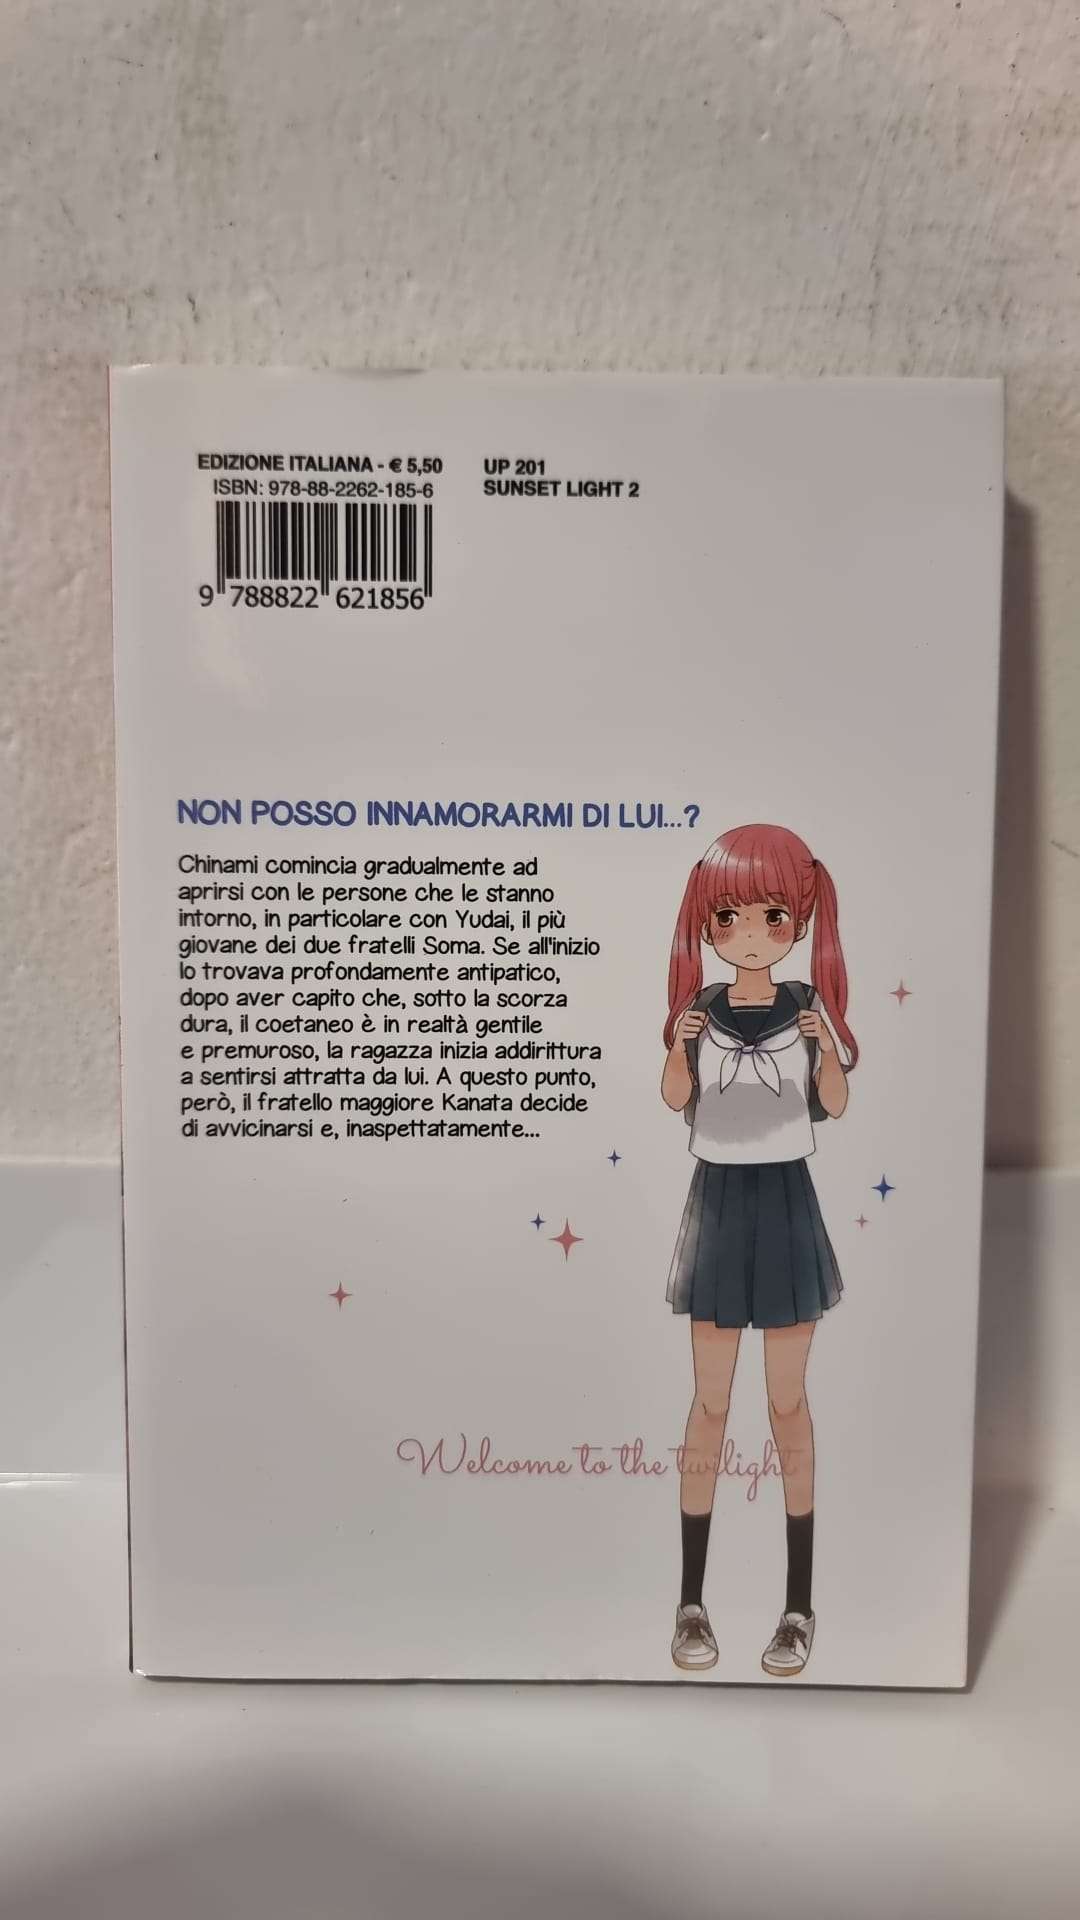 EDIZIONE ITALIANA - € 5,50
ISBN: 978-88-2262-185-6
9 788822 621856
UP 201
SUNSET LIGHT 2
NON POSSO INNAMORARMI DI LUI...?
Chinami comincia gradualmente ad
aprirsi con le persone che le stanno
intorno, in particolare con Yudai, il più
giovane dei due fratelli Soma. Se all'inizio
lo trovava profondamente antipatico,
dopo aver capito che, sotto la scorza
dura, il coetaneo è in realtà gentile
e premuroso, la ragazza inizia addirittura
a sentirsi attratta da lui. A questo punto,
però, il fratello maggiore Kanata decide
di avvicinarsi e, inaspettatamente...
Welcome to the twilight